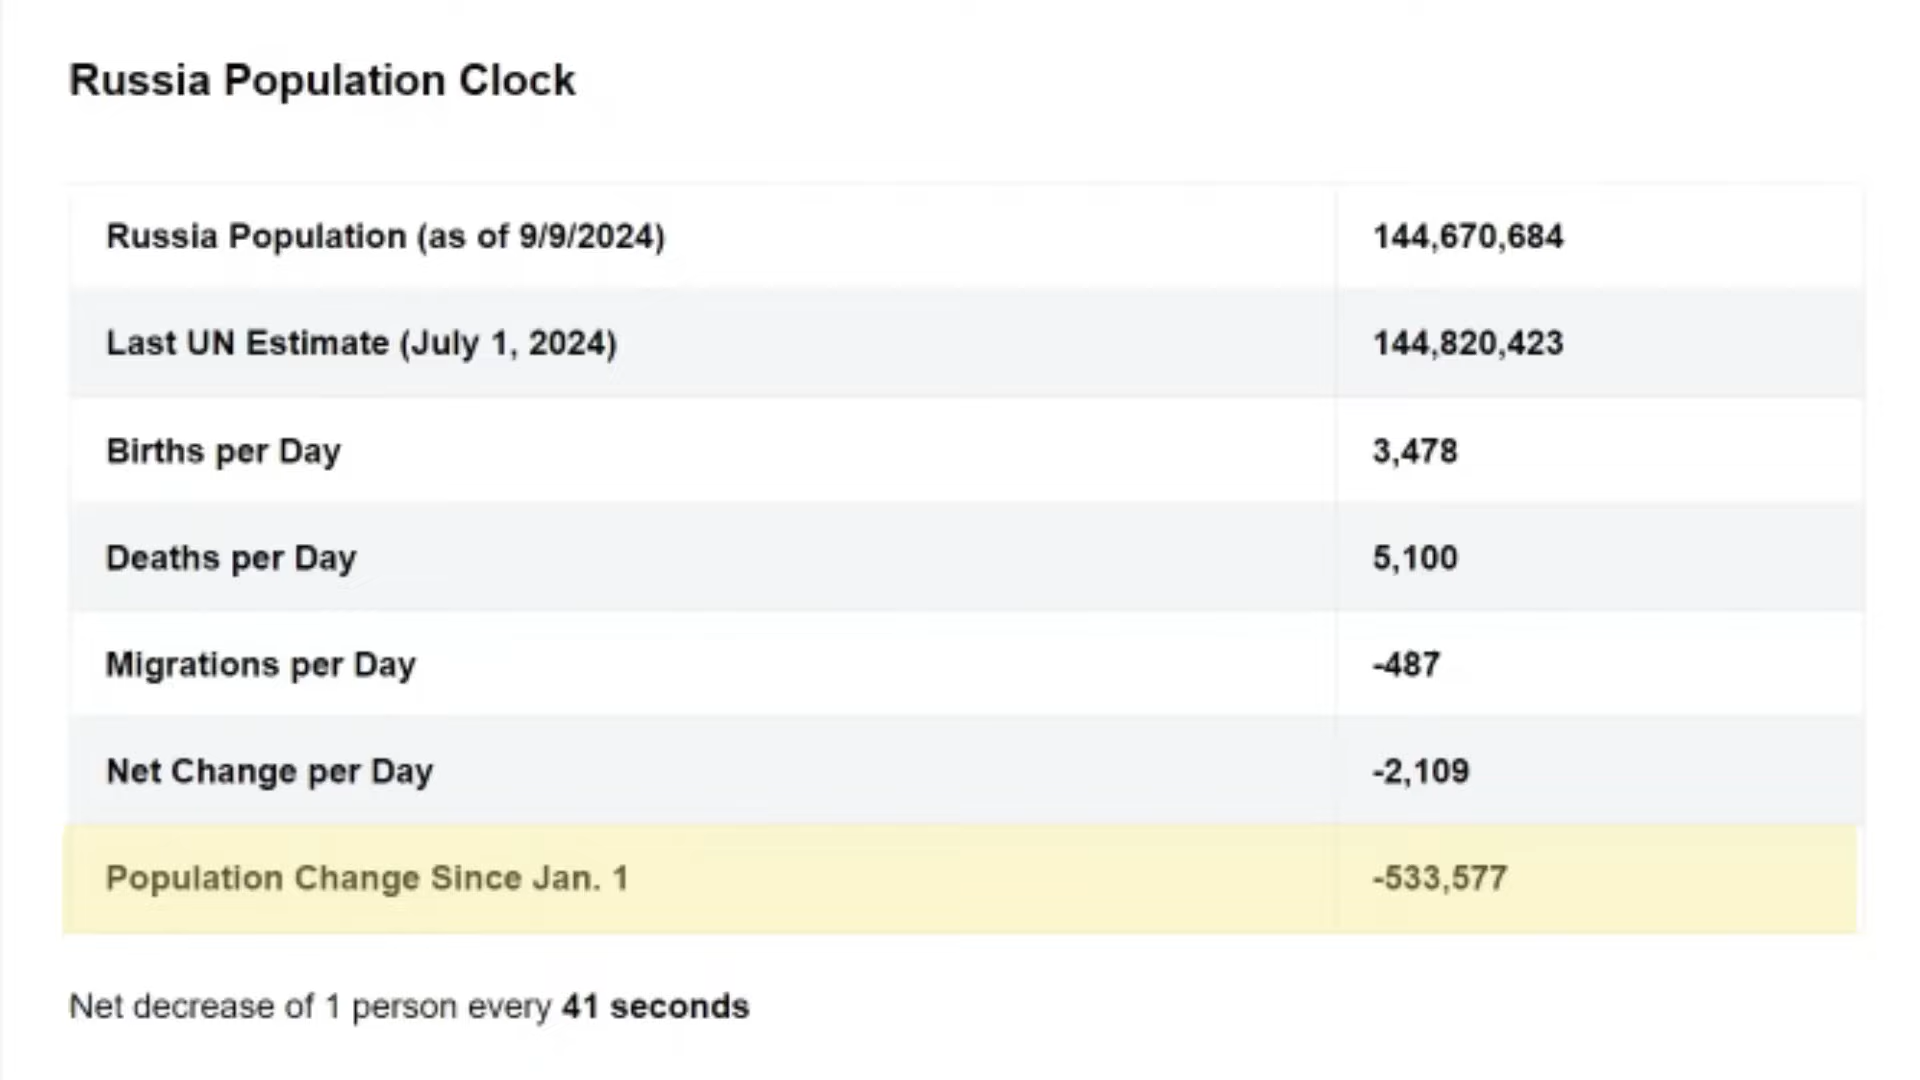 Russia Population Clock
Russia Population (as of 9/9/2024) 144,670,684
Last UN Estimate (July 1, 2024) 144,820,423
Births per Day 3,478
Deaths per Day 5,100
Migrations per Day -487
Net Change per Day -2,109
Population Change Since Jan. 1 -533,577
Net decrease of 1 person every 41 seconds